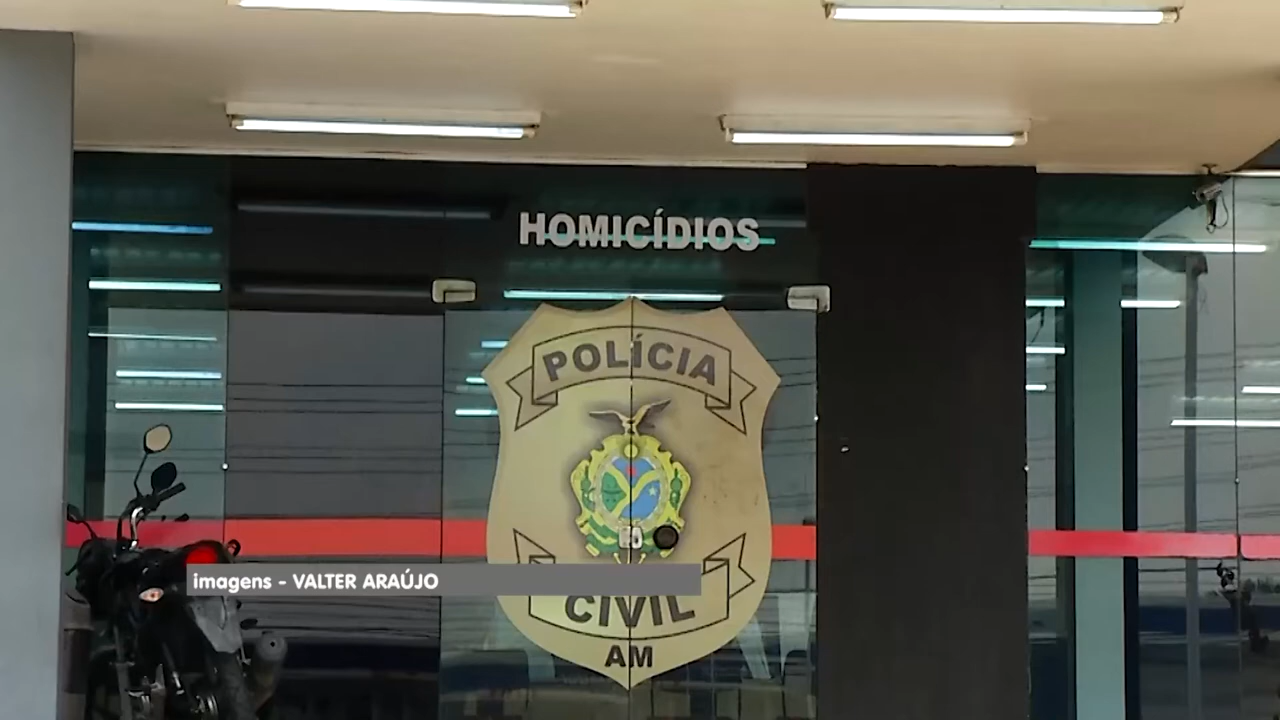 HOMICÍDIOS
POLÍCIA
imagens - VALTER ARAÚJO
CIVIL
AM